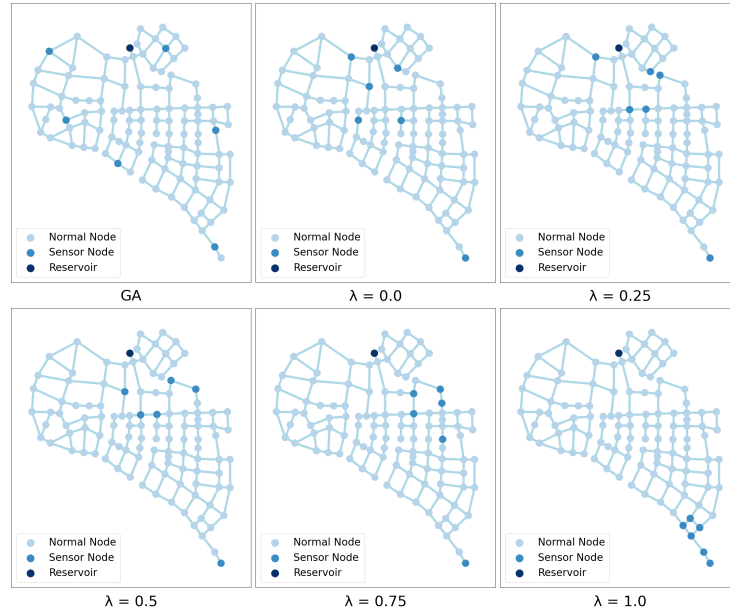 Normal Node
Sensor Node
Reservoir
GA
Normal Node
Sensor Node
Reservoir
λ = 0.0
Normal Node
Sensor Node
Reservoir
λ = 0.25
Normal Node
Sensor Node
Reservoir
λ = 0.5
Normal Node
Sensor Node
Reservoir
λ = 0.75
Normal Node
Sensor Node
Reservoir
λ = 1.0